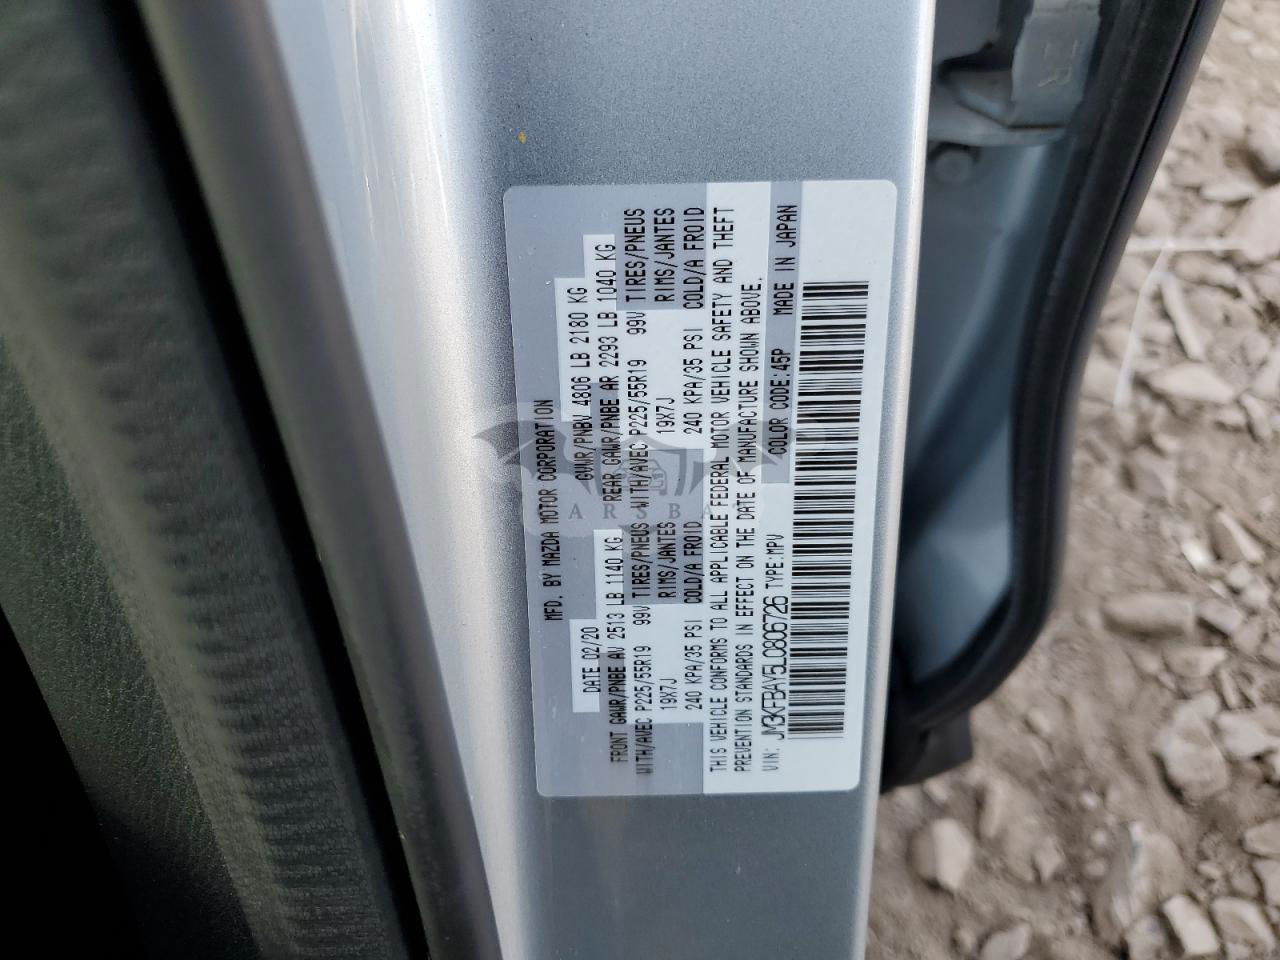 MFD. BY MAZDA MOTOR CORPORATION
DATE 02/20 GVWR/PNBV 4806 LB 2180 KG
FRONT GAWR/PNBE AV 2513 LB 1140 KG REAR GAWR/PNBE AR 2293 LB 1040 KG
WITH/AVEC P225/55R19 99V TIRES/PNEUS WITH/AVEC P225/55R19 99V TIRES/PNEUS
19X7J RIMS/JANTES 19X7J RIMS/JANTES
240 KPA/35 PSI COLD/A FROID 240 KPA/35 PSI COLD/A FROID
THIS VEHICLE CONFORMS TO ALL APPLICABLE FEDERAL MOTOR VEHICLE SAFETY AND THEFT
PREVENTION STANDARDS IN EFFECT ON THE DATE OF MANUFACTURE SHOWN ABOVE.
VIN: JM3KFBAV5L0806726 TYPE:MPV COLOR CODE:45P MADE IN JAPAN